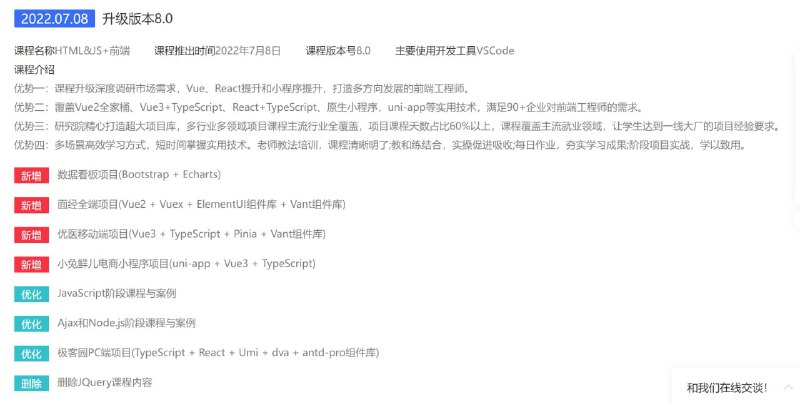 2022.07.08 升级版本8.0
课程名称HTML&JS+前端 课程推出时间2022年7月8日 课程版本号8.0 主要使用开发工具VSCode
课程介绍
优势一：课程升级深度调研市场需求，Vue、React提升和小程序提升，打造多方向发展的前端工程师。
优势二：覆盖Vue2全家桶、Vue3+TypeScript、React+TypeScript、原生小程序，uni-app等实用技术，满足90+企业对前端工程师的需求。
优势三：研究院精心打造超大项目库，多行业多领域项目课程主流行业全覆盖，项目课程天数占比60%以上，课程覆盖主流就业领域，让学生达到一线大厂的项目经验要求。
优势四：多场景高效学习方式，短时间掌握实用技术。老师教法培训，课程清晰明了;教和练结合，实操促进吸收;每日作业，夯实学习成果;阶段项目实战，学以致用。
新增 数据看板项目(Bootstrap + Echarts)
新增 面经全端项目(Vue2 + Vuex + ElementUI组件库 + Vant组件库)
新增 优医移动端项目(Vue3 + TypeScript + Pinia + Vant组件库)
新增 小兔鲜儿电商小程序项目(uni-app + Vue3 + TypeScript)
优化 JavaScript阶段课程与案例
优化 Ajax和Node.js阶段课程与案例
优化 极客园PC端项目(TypeScript + React + Umi + dva + antd-pro组件库)
删除 删除JQuery课程内容
和我们在线交谈！